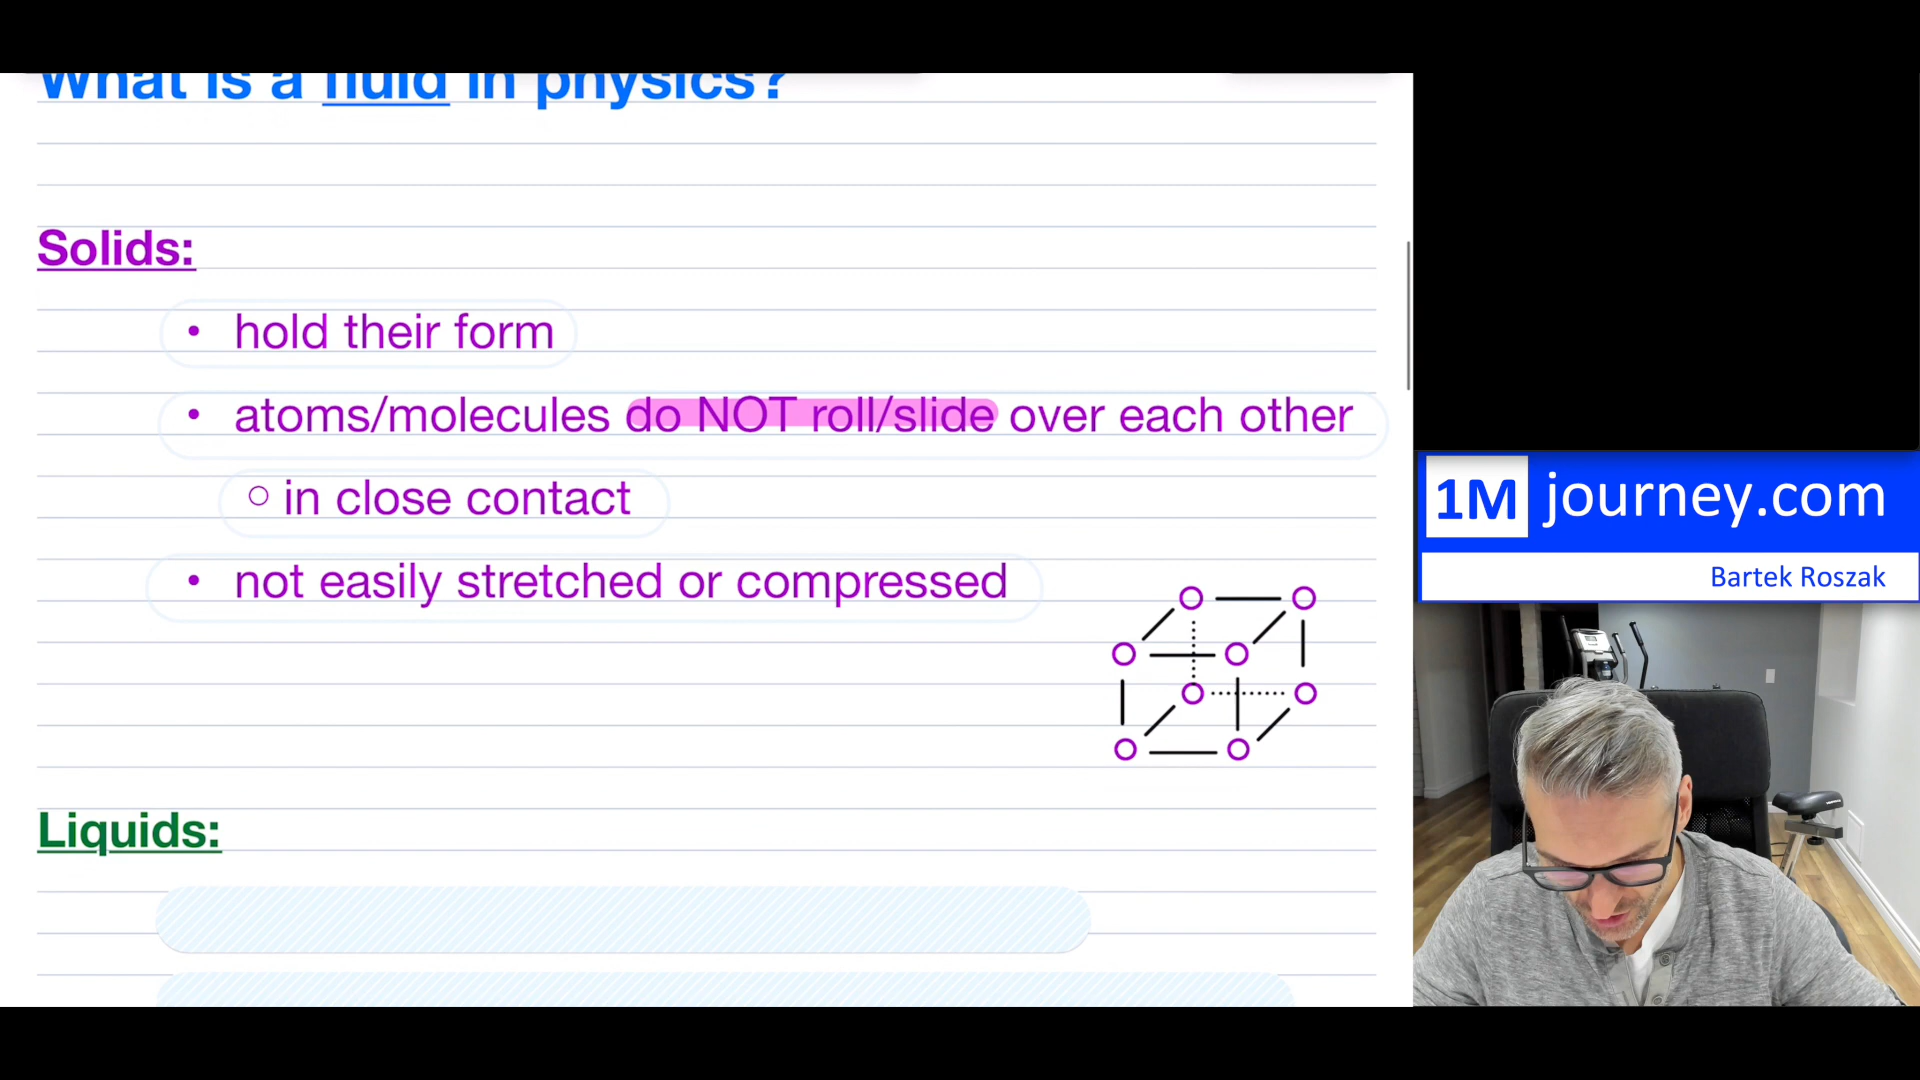 What is a fluid in physics?
Solids:
• hold their form
• atoms/molecules do NOT roll/slide over each other
○ in close contact
• not easily stretched or compressed
Liquids:
1M journey.com
Bartek Roszak